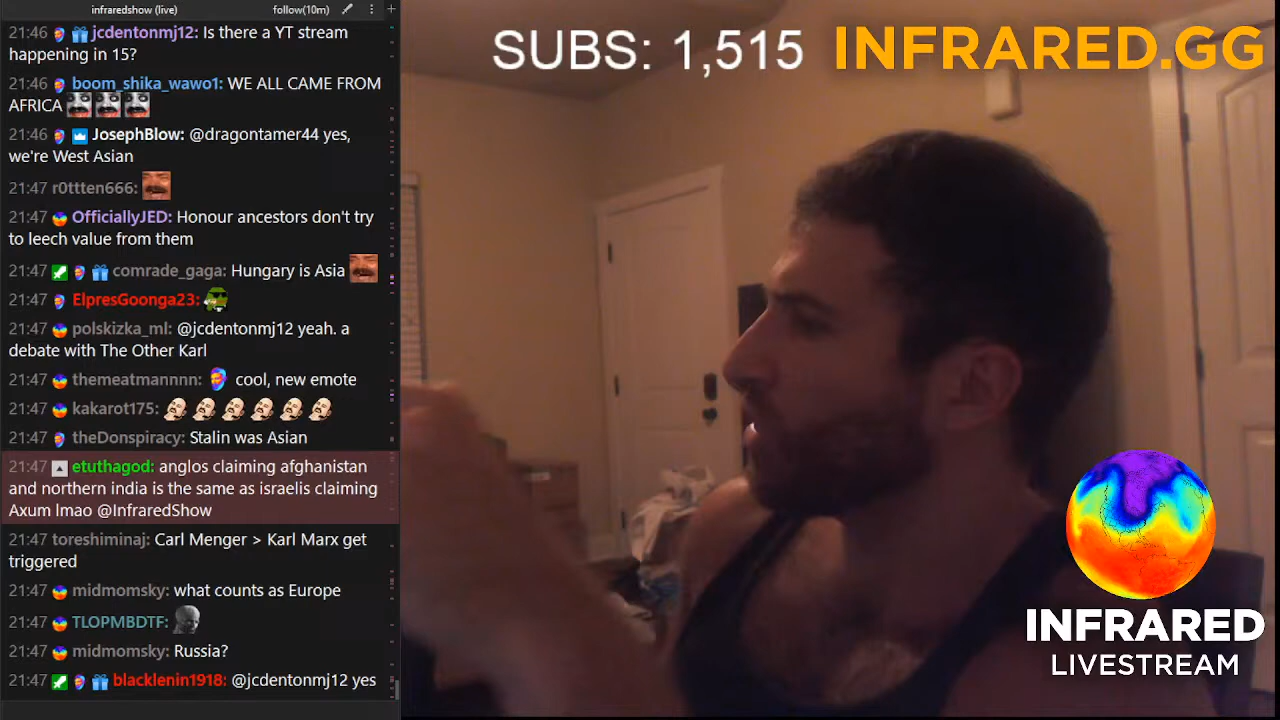 infraredshow (live)
follow(10m)
21:46 jcdentonmj12: Is there a YT stream
happening in 15?
21:46 boom_shika_wawo1: WE ALL CAME FROM
AFRICA
21:46 JosephBlow: @dragontamer44 yes,
we're West Asian
21:47 r0ttten666:
21:47 OfficiallyJED: Honour ancestors don't try
to leech value from them
21:47 comrade_gaga: Hungary is Asia
21:47 ElpresGoonga23:
21:47 polskizka_ml: @jcdentonmj12 yeah. a
debate with The Other Karl
21:47 themeatmannnn: cool, new emote
21:47 kakarot175:
21:47 theDonspiracy: Stalin was Asian
21:47 etuthagod: anglos claiming afghanistan
and northern india is the same as israelis claiming
Axum lmao @InfraredShow
21:47 toreshiminaj: Carl Menger > Karl Marx get
triggered
21:47 midmomsky: what counts as Europe
21:47 TLOPMBDTF:
21:47 midmomsky: Russia?
21:47 blacklenin1918: @jcdentonmj12 yes
SUBS: 1,515
INFRARED.GG
INFRARED
LIVESTREAM